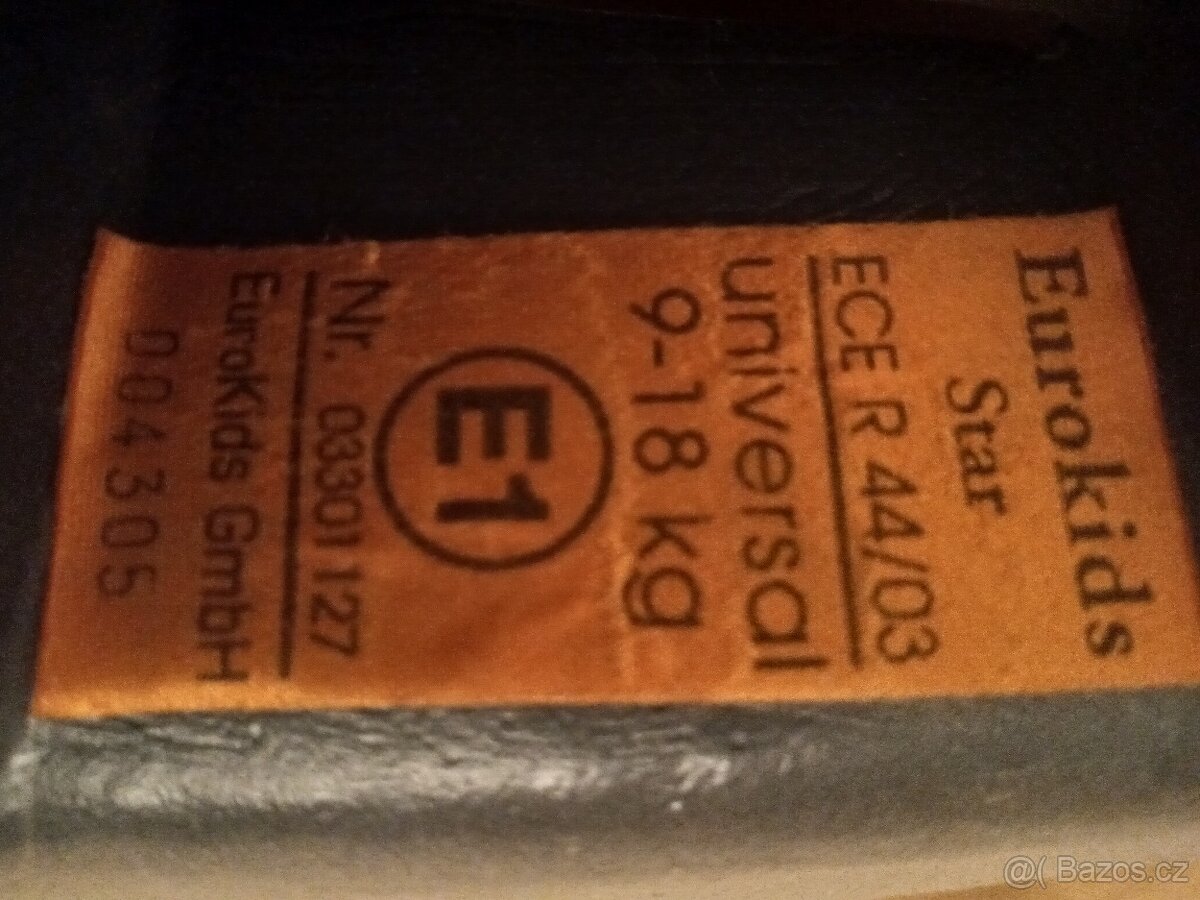 Eurokids
Star
ECE R 44/03
universal
9-18 kg
E1
Nr. 03301127
EuroKids GmbH
004305
@( Bazos.cz